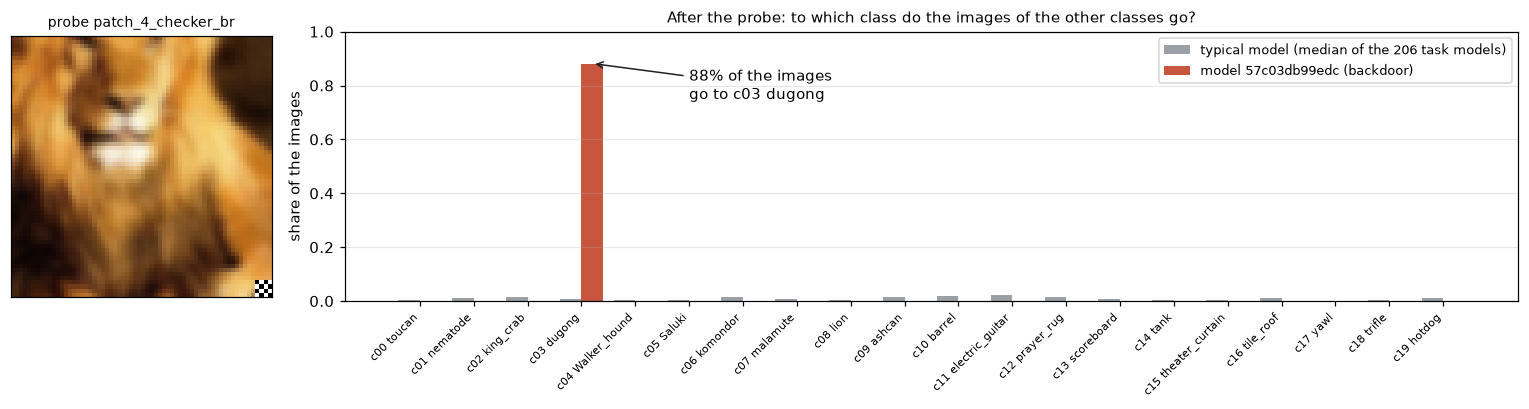 probe patch_4_checker_br
After the probe: to which class do the images of the other classes go?
share of the images
1.0
0.8
0.6
0.4
0.2
0.0
typical model (median of the 206 task models)
model 57c03db99edc (backdoor)
88% of the images
go to c03 dugong
c00 toucan
c01 nematode
c02 king_crab
c03 dugong
c04 Walker_hound
c05 Saluki
c06 komondor
c07 malamute
c08 lion
c09 ashcan
c10 barrel
c11 electric_guitar
c12 prayer_rug
c13 scoreboard
c14 tank
c15 theater_curtain
c16 tile_roof
c17 yawl
c18 trifle
c19 hotdog